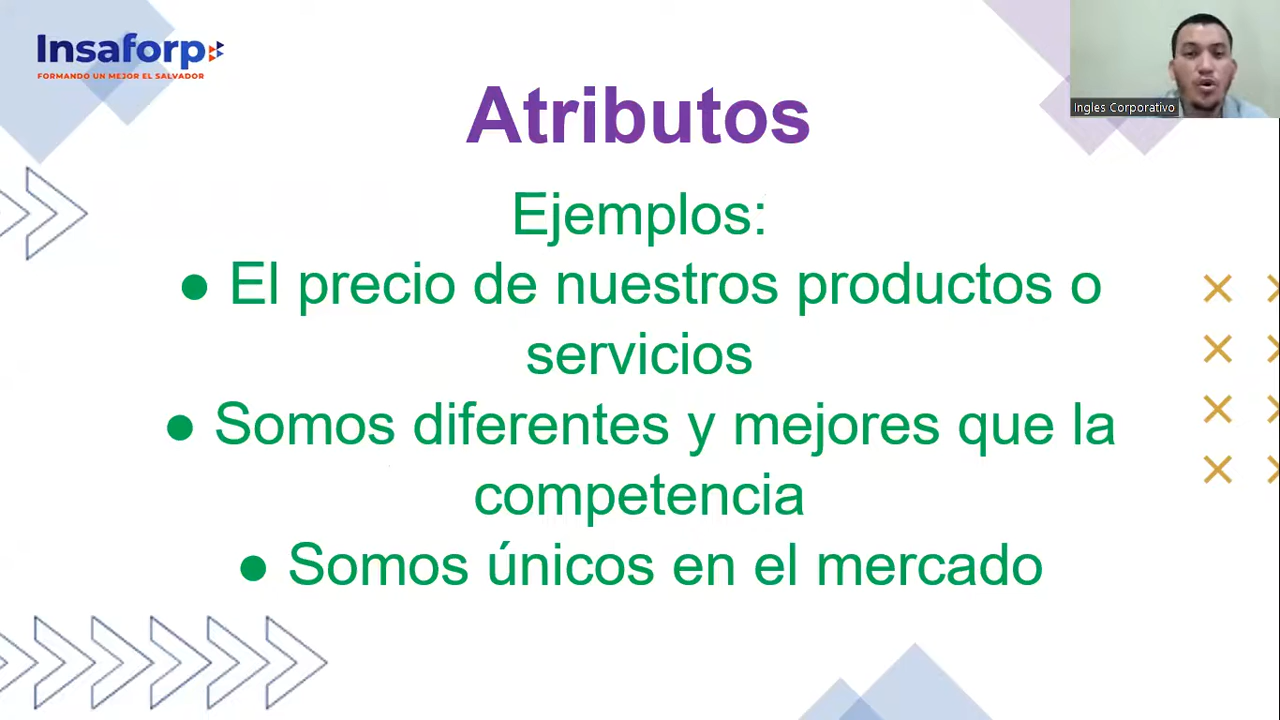 Insaforp
FORMANDO UN MEJOR EL SALVADOR
Ingles Corporativo
Atributos
Ejemplos:
● El precio de nuestros productos o
servicios
● Somos diferentes y mejores que la
competencia
● Somos únicos en el mercado